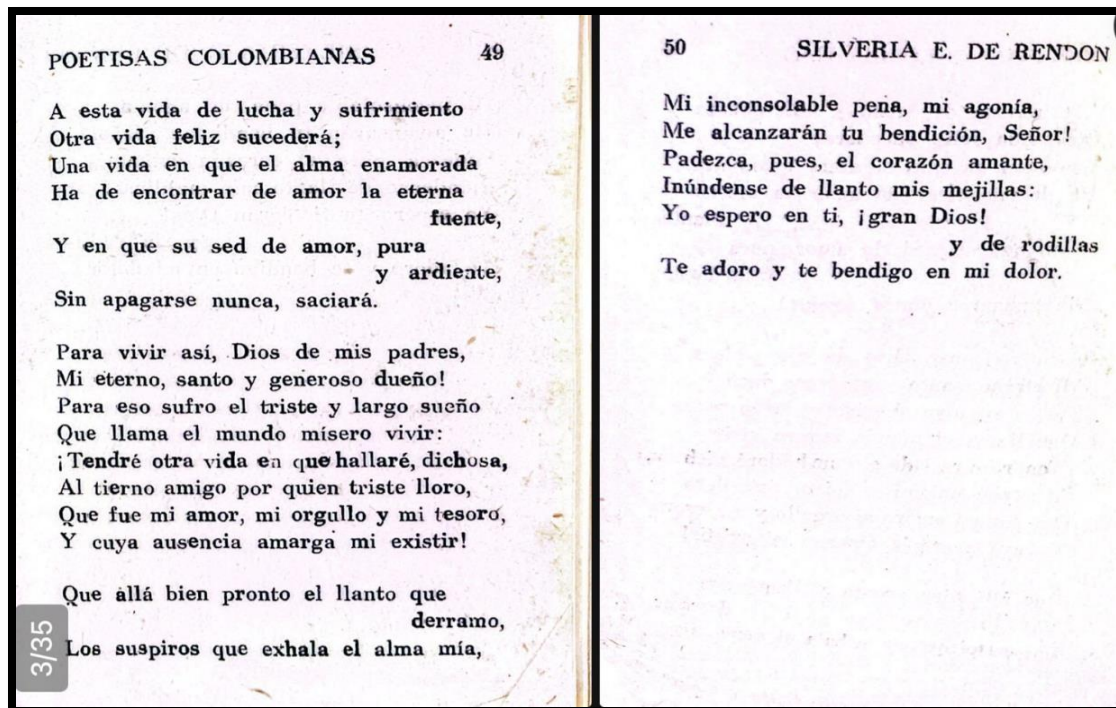 POETISAS COLOMBIANAS 49
A esta vida de lucha y sufrimiento
Otra vida feliz sucederá;
Una vida en que el alma enamorada
Ha de encontrar de amor la eterna
fuente,
Y en que su sed de amor, pura
y ardiente,
Sin apagarse nunca, saciará.
Para vivir así, Dios de mis padres,
Mi eterno, santo y generoso dueño!
Para eso sufro el triste y largo sueño
Que llama el mundo mísero vivir:
¡Tendré otra vida en que hallaré, dichosa,
Al tierno amigo por quien triste lloro,
Que fue mi amor, mi orgullo y mi tesoro,
Y cuya ausencia amarga mi existir!
Que allá bien pronto el llanto que
derramo,
Los suspiros que exhala el alma mía,
3/35
50 SILVERIA E. DE RENDON
Mi inconsolable pena, mi agonía,
Me alcanzarán tu bendición, Señor!
Padezca, pues, el corazón amante,
Inúndense de llanto mis mejillas:
Yo espero en ti, ¡gran Dios!
y de rodillas
Te adoro y te bendigo en mi dolor.